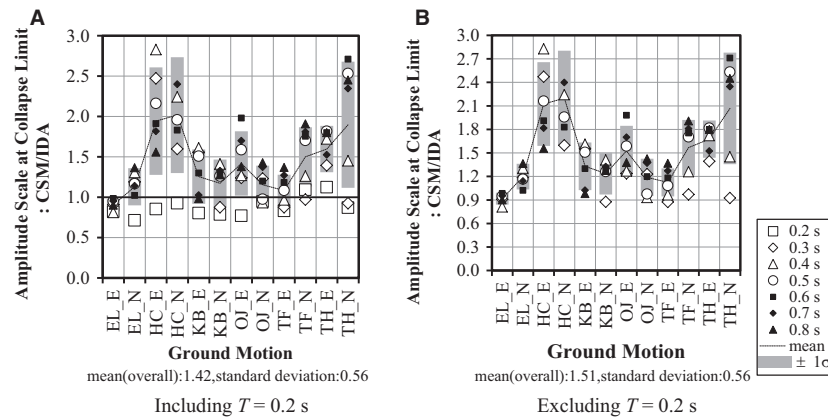 A
Amplitude Scale at Collapse Limit
: CSM/IDA
3.0
2.5
2.0
1.5
1.0
0.5
0.0
EL_E
EL_N
HC_E
HC_N
KB_E
KB_N
OJ_E
OJ_N
TF_E
TF_N
TH_E
TH_N
Ground Motion
mean(overall):1.42,standard deviation:0.56
Including T = 0.2 s
B
Amplitude Scale at Collapse Limit
: CSM/IDA
3.0
2.7
2.4
2.1
1.8
1.5
1.2
0.9
0.6
0.3
0.0
EL_E
EL_N
HC_E
HC_N
KB_E
KB_N
OJ_E
OJ_N
TF_E
TF_N
TH_E
TH_N
Ground Motion
mean(overall):1.51,standard deviation:0.56
Excluding T = 0.2 s
0.2 s
0.3 s
0.4 s
0.5 s
0.6 s
0.7 s
0.8 s
mean
± 1σ